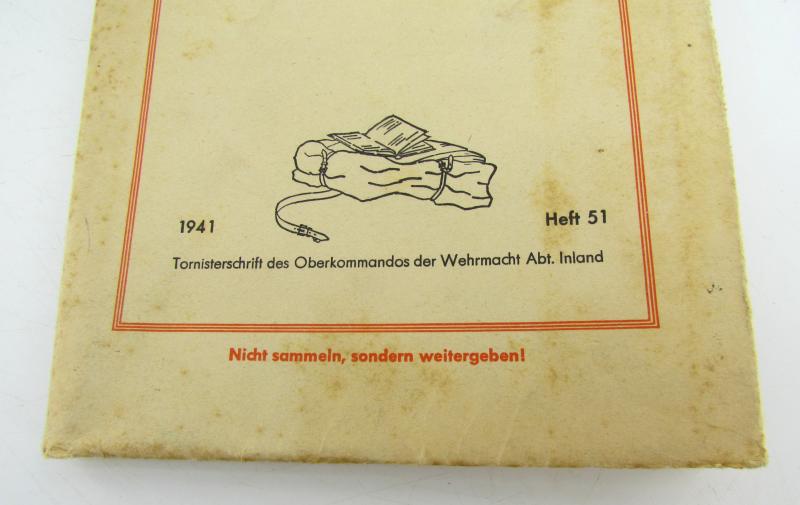 1941 Heft 51
Tornisterschrift des Oberkommandos der Wehrmacht Abt. Inland
Nicht sammeln, sondern weitergeben!